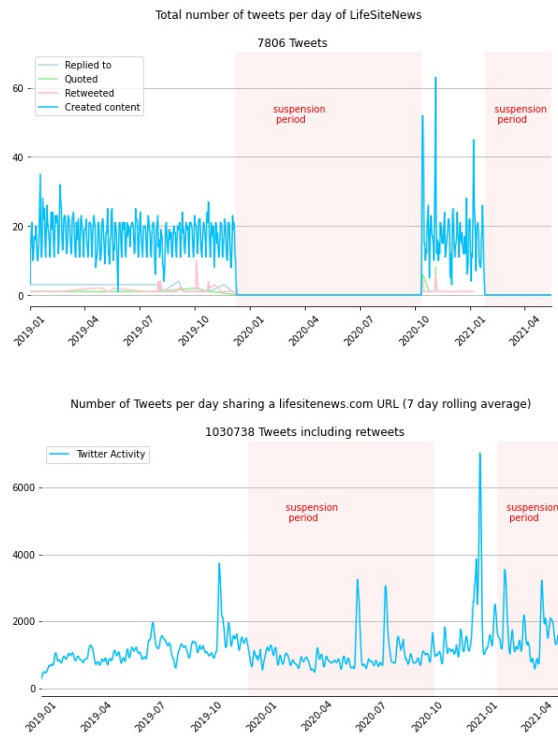 Total number of tweets per day of LifeSiteNews
7806 Tweets
Replied to
Quoted
Retweeted
Created content
suspension
period
suspension
period
60
40
20
0
2019-01
2019-04
2019-07
2019-10
2020-01
2020-04
2020-07
2020-10
2021-01
2021-04
Number of Tweets per day sharing a lifesitenews.com URL (7 day rolling average)
1030738 Tweets including retweets
Twitter Activity
suspension
period
suspension
period
6000
4000
2000
0
2019-01
2019-04
2019-07
2019-10
2020-01
2020-04
2020-07
2020-10
2021-01
2021-04